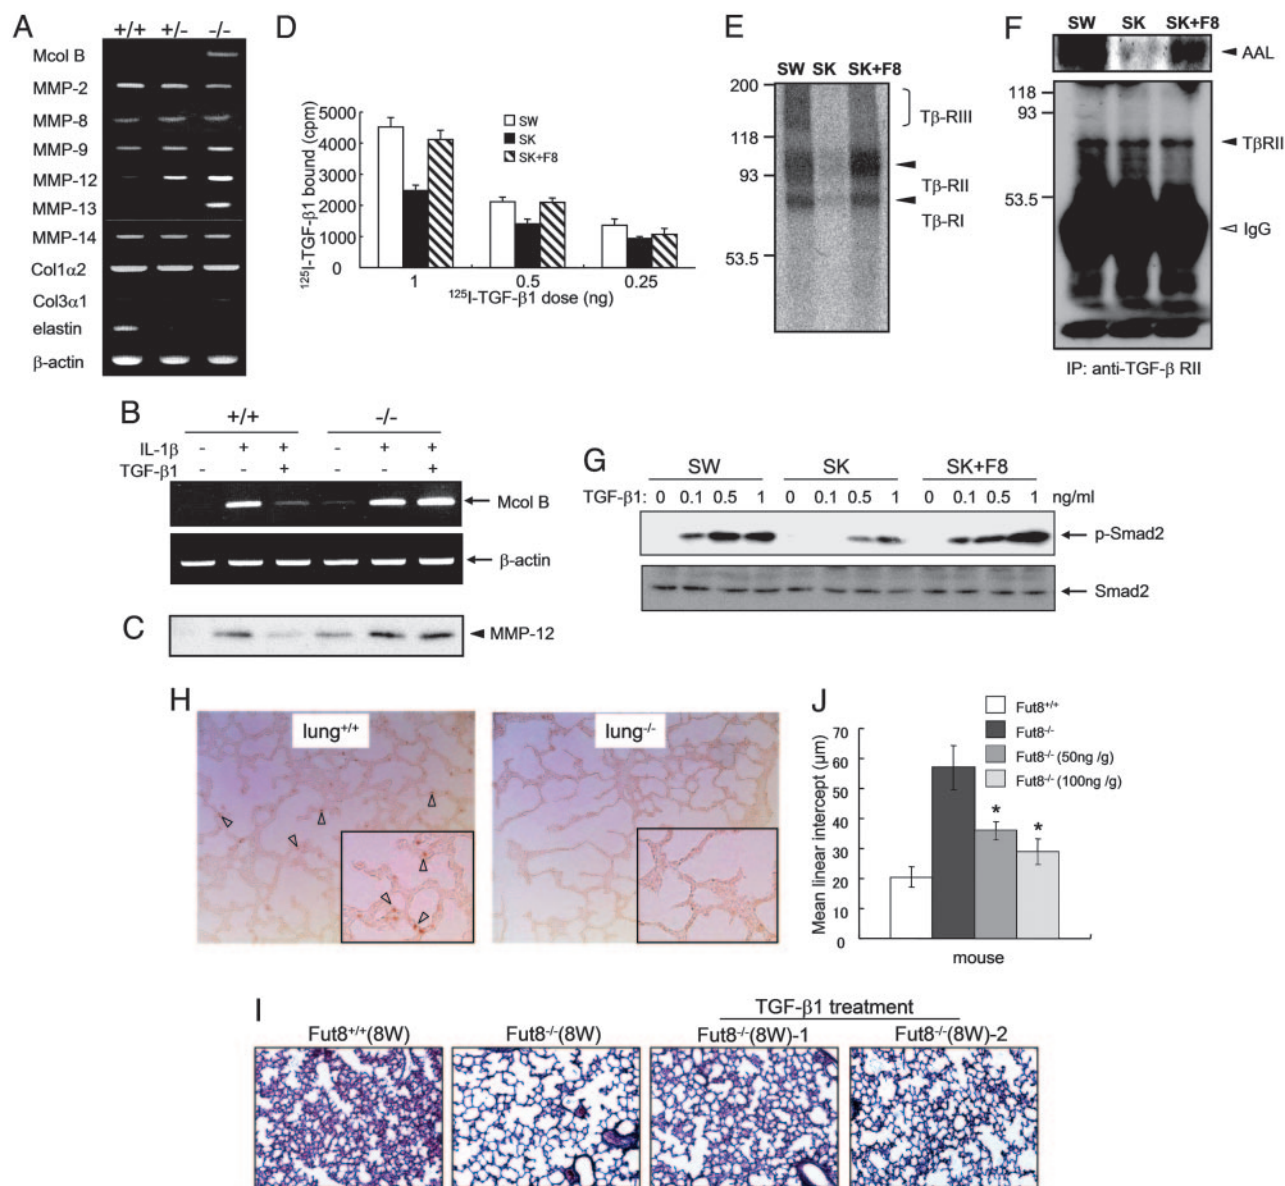 A
+/+ +/- -/-
Mcol B
MMP-2
MMP-8
MMP-9
MMP-12
MMP-13
MMP-14
Col1α2
Col3α1
elastin
β-actin
D
¹²⁵I-TGF-β1 bound (cpm)
5000
4000
3000
2000
1000
0
SW
SK
SK+F8
1 0.5 0.25
¹²⁵I-TGF-β1 dose (ng)
E
SW SK SK+F8
200
118
93
53.5
Tβ-RIII
Tβ-RII
Tβ-RI
F
SW SK SK+F8
AAL
118
93
53.5
TβRII
IgG
IP: anti-TGF-β RII
B
+/+ -/-
IL-1β - + + - + +
TGF-β1 - - + - - +
Mcol B
β-actin
C
MMP-12
G
SW SK SK+F8
TGF-β1: 0 0.1 0.5 1 0 0.1 0.5 1 0 0.1 0.5 1 ng/ml
p-Smad2
Smad2
H
lung+/+
lung-/-
J
Mean linear intercept (μm)
70
60
50
40
30
20
10
0
Fut8+/+
Fut8-/-
Fut8-/- (50ng /g)
Fut8-/- (100ng /g)
* *
mouse
I
TGF-β1 treatment
Fut8+/+(8W) Fut8-/-(8W) Fut8-/-(8W)-1 Fut8-/-(8W)-2